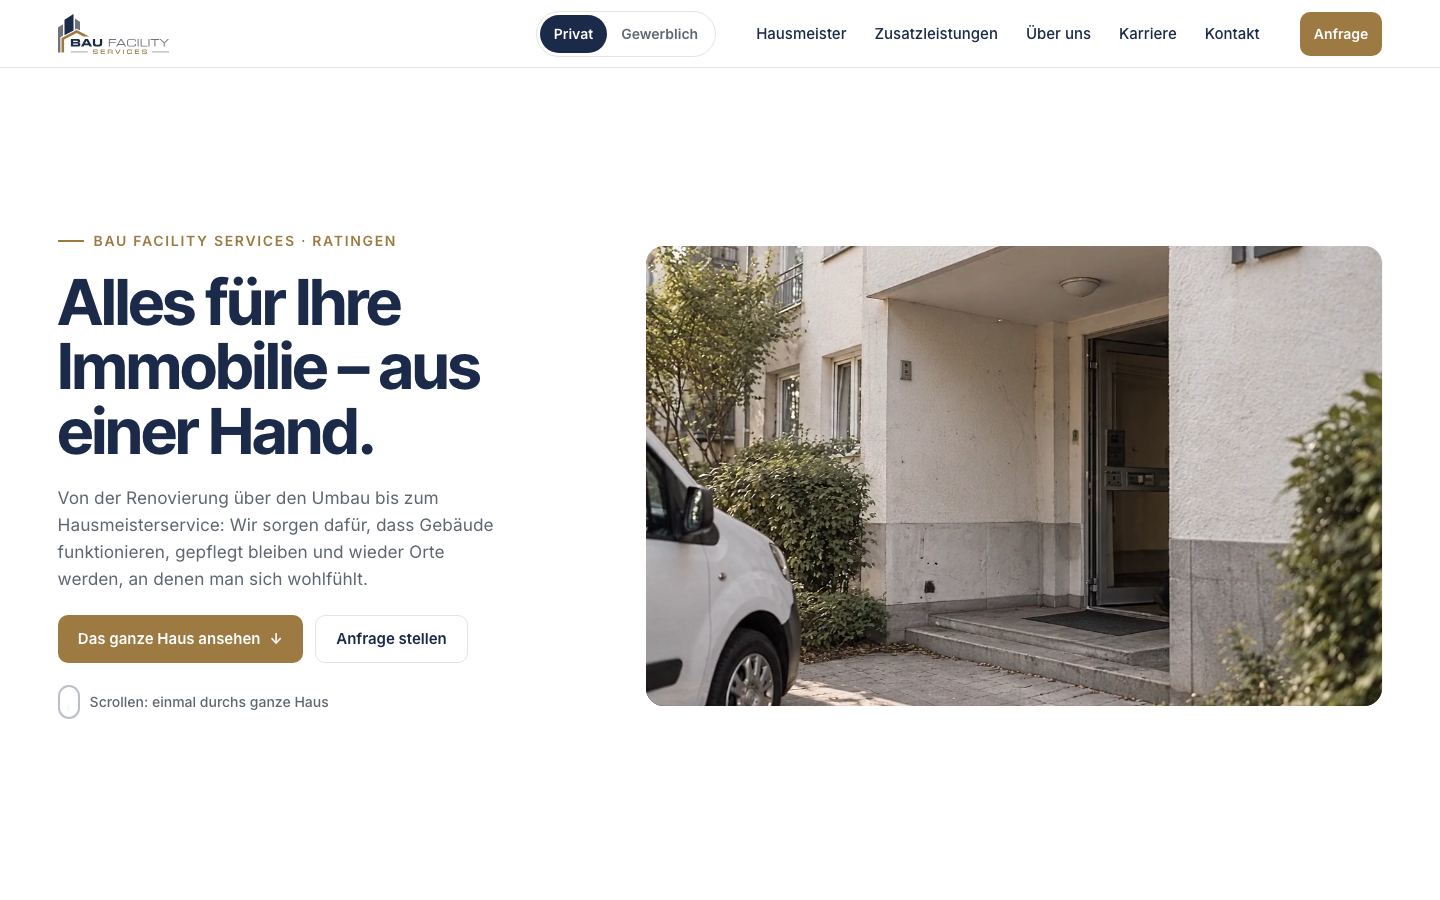 BAU FACILITY
SERVICES
Privat
Gewerblich
Hausmeister
Zusatzleistungen
Über uns
Karriere
Kontakt
Anfrage
BAU FACILITY SERVICES · RATINGEN
Alles für Ihre
Immobilie – aus
einer Hand.
Von der Renovierung über den Umbau bis zum
Hausmeisterservice: Wir sorgen dafür, dass Gebäude
funktionieren, gepflegt bleiben und wieder Orte
werden, an denen man sich wohlfühlt.
Das ganze Haus ansehen ↓
Anfrage stellen
Scrollen: einmal durchs ganze Haus